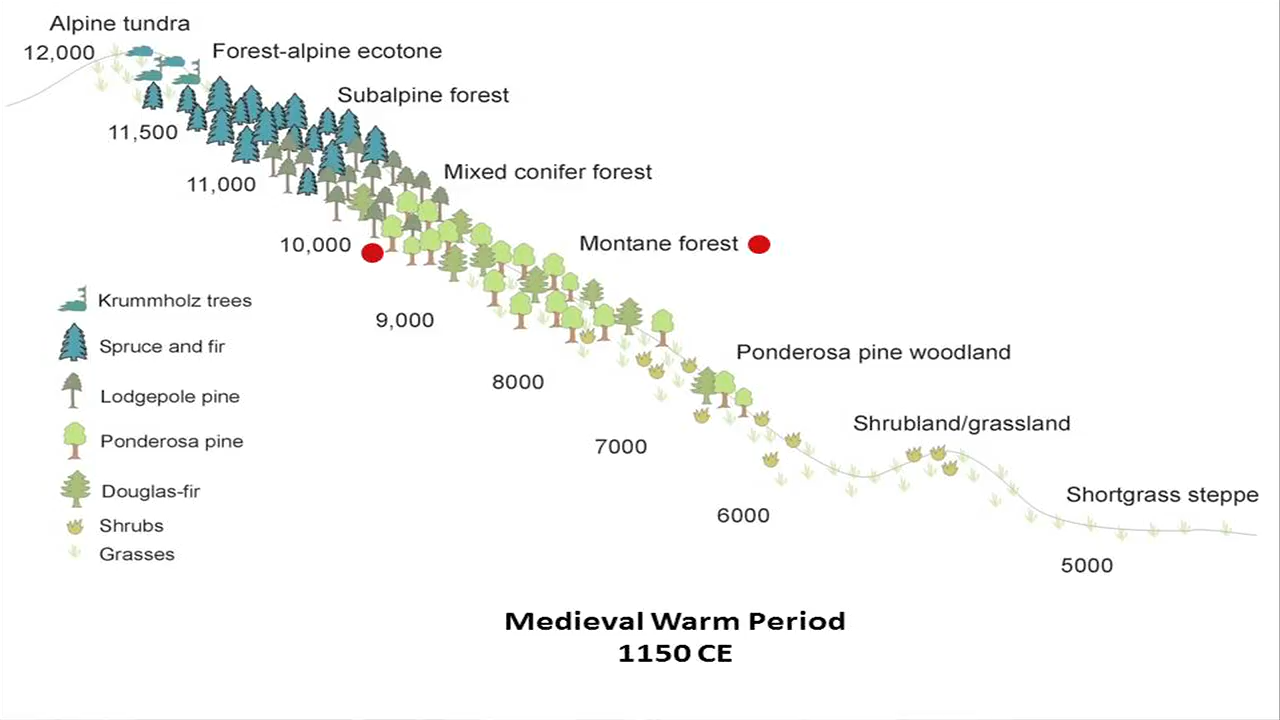 Alpine tundra
12,000
Forest-alpine ecotone
Subalpine forest
11,500
Mixed conifer forest
11,000
Montane forest
10,000
Krummholz trees
9,000
Spruce and fir
Ponderosa pine woodland
8000
Lodgepole pine
Shrubland/grassland
Ponderosa pine
7000
Douglas-fir
Shortgrass steppe
6000
Shrubs
Grasses
5000
Medieval Warm Period
1150 CE